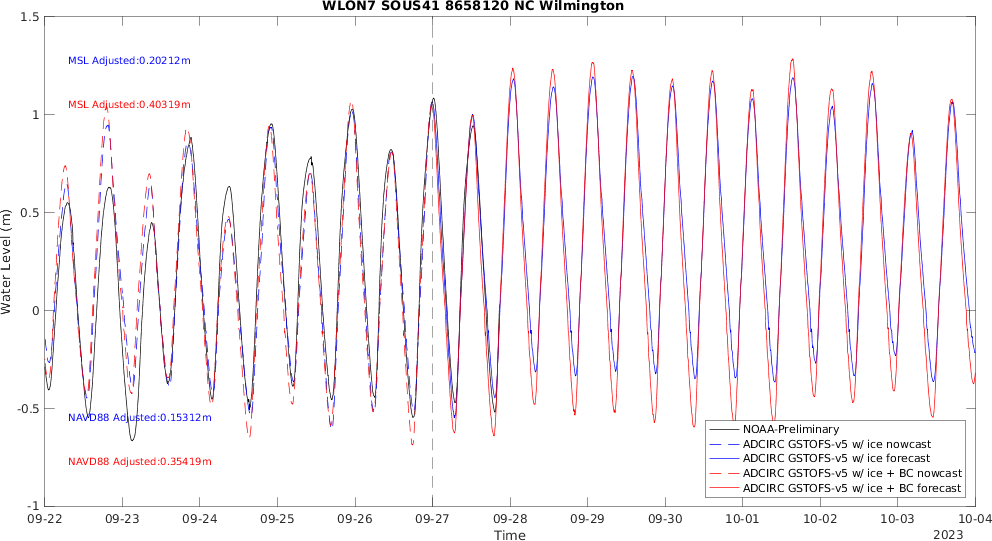 WLON7 SOUS41 8658120 NC Wilmington
1.5
1
0.5
0
-0.5
-1
Water Level (m)
MSL Adjusted:0.20212m
MSL Adjusted:0.40319m
NAVD88 Adjusted:0.15312m
NAVD88 Adjusted:0.35419m
NOAA-Preliminary
ADCIRC GSTOFS-v5 w/ ice nowcast
ADCIRC GSTOFS-v5 w/ ice forecast
ADCIRC GSTOFS-v5 w/ ice + BC nowcast
ADCIRC GSTOFS-v5 w/ ice + BC forecast
09-22 09-23 09-24 09-25 09-26 09-27 09-28 09-29 09-30 10-01 10-02 10-03 10-04
Time
2023